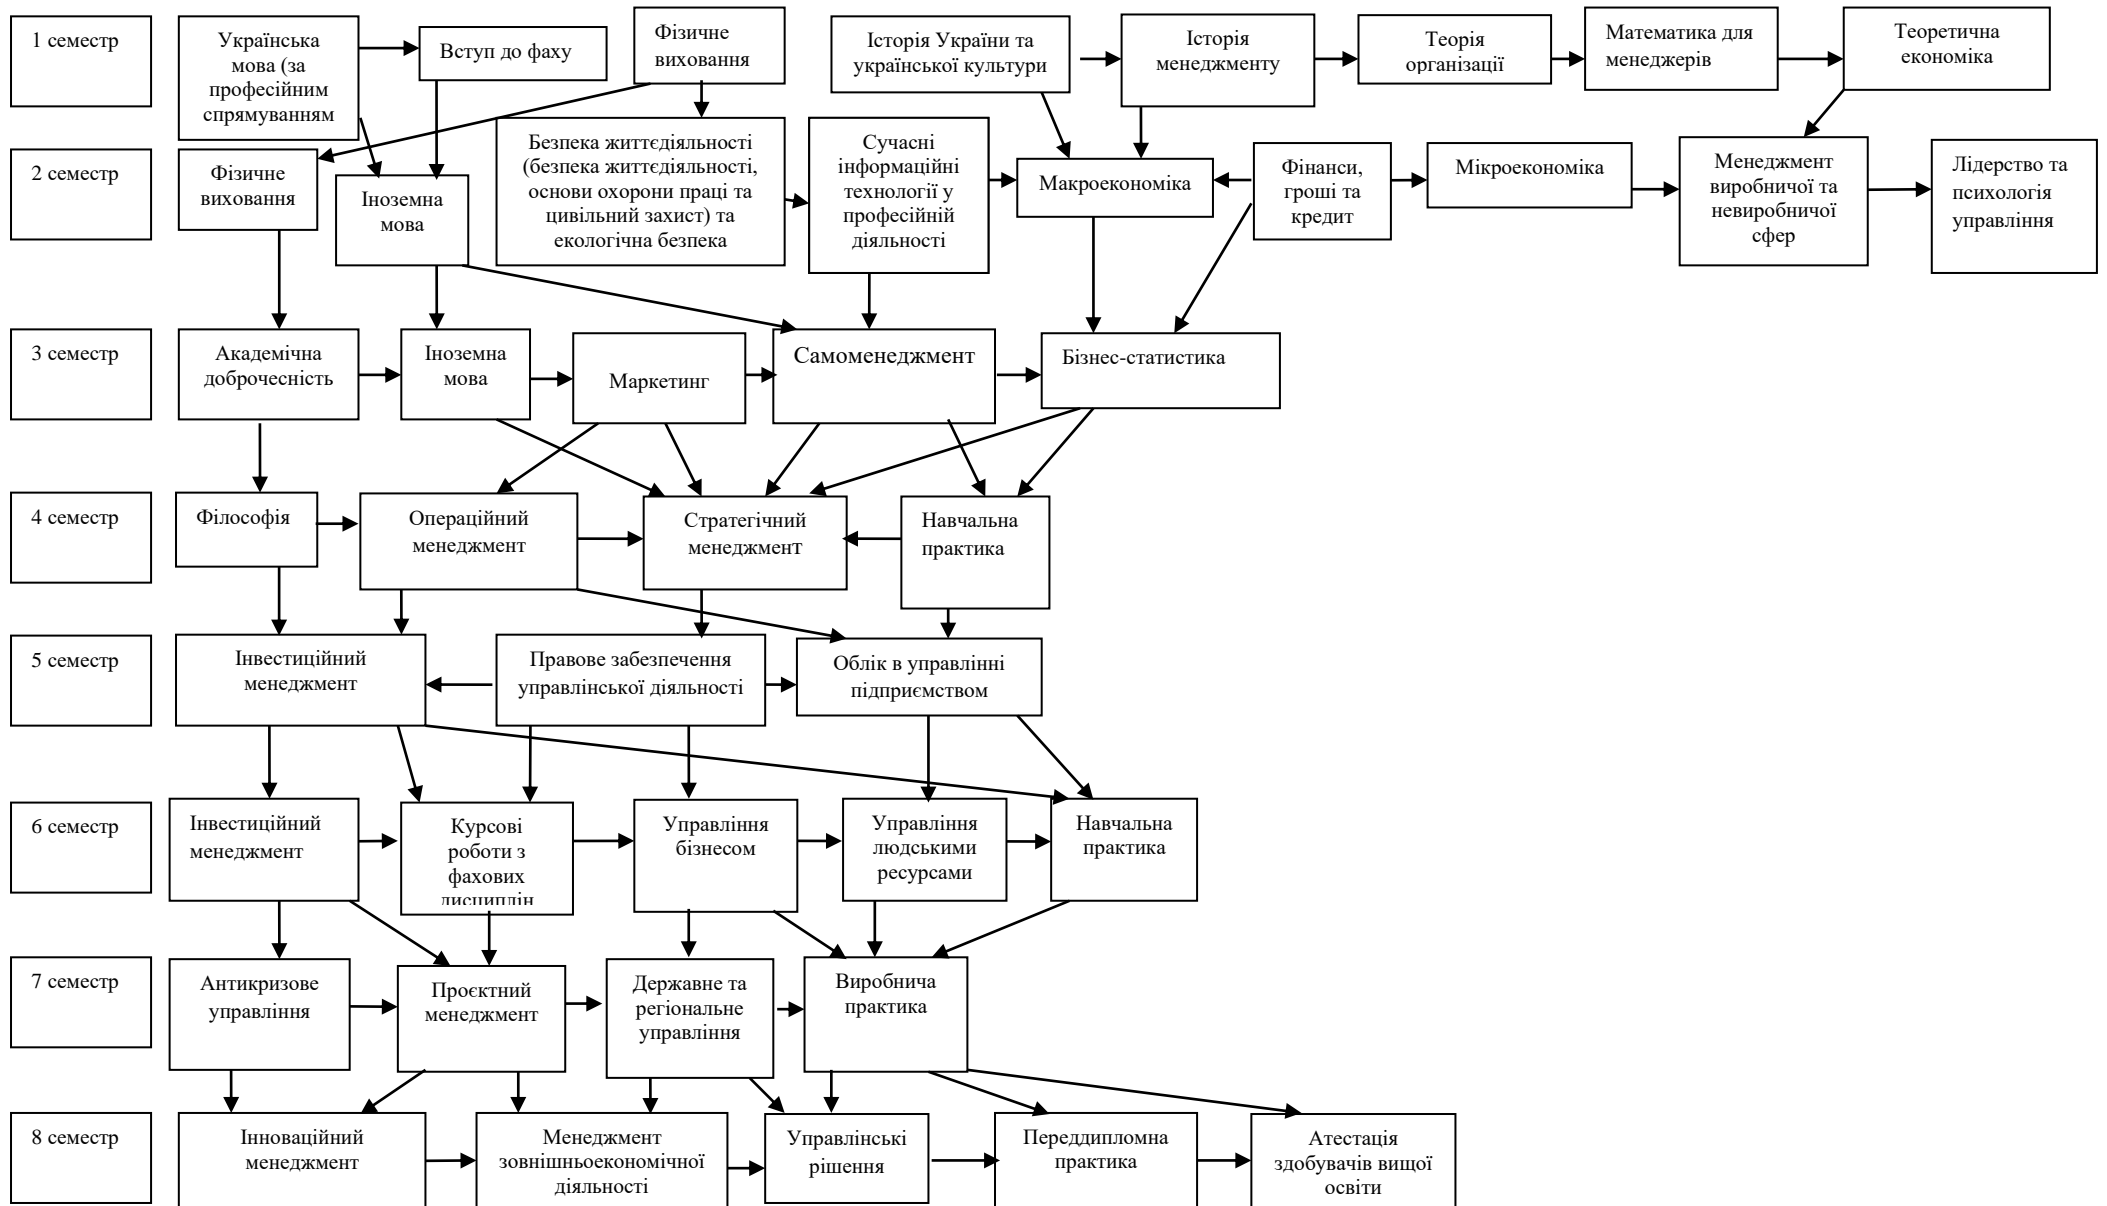 1 семестр
Українська
мова (за
професійним
спрямуванням
Вступ до фаху
Фізичне
виховання
Історія України та
української культури
Історія
менеджменту
Теорія
організації
Математика для
менеджерів
Теоретична
економіка
2 семестр
Фізичне
виховання
Іноземна
мова
Безпека життєдіяльності
(безпека життєдіяльності,
основи охорони праці та
цивільний захист) та
екологічна безпека
Сучасні
інформаційні
технології у
професійній
діяльності
Макроекономіка
Фінанси,
гроші та
кредит
Мікроекономіка
Менеджмент
виробничої та
невиробничої
сфер
Лідерство та
психологія
управління
3 семестр
Академічна
доброчесність
Іноземна
мова
Маркетинг
Самоменеджмент
Бізнес-статистика
4 семестр
Філософія
Операційний
менеджмент
Стратегічний
менеджмент
Навчальна
практика
5 семестр
Інвестиційний
менеджмент
Правове забезпечення
управлінської діяльності
Облік в управлінні
підприємством
6 семестр
Інвестиційний
менеджмент
Курсові
роботи з
фахових
дисциплін
Управління
бізнесом
Управління
людськими
ресурсами
Навчальна
практика
7 семестр
Антикризове
управління
Проєктний
менеджмент
Державне та
регіональне
управління
Виробнича
практика
8 семестр
Інноваційний
менеджмент
Менеджмент
зовнішньоекономічної
діяльності
Управлінські
рішення
Переддипломна
практика
Атестація
здобувачів вищої
освіти